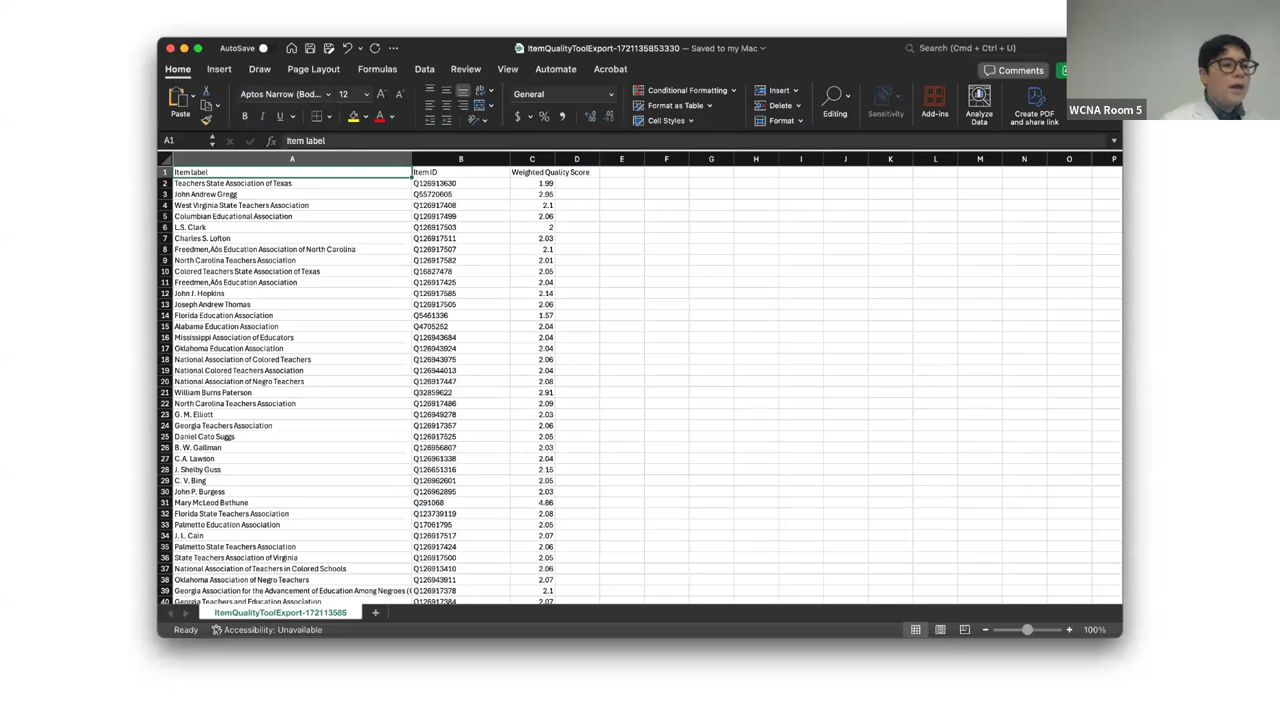 AutoSave
ItemQualityToolExport-1721135853330 — Saved to my Mac
Search (Cmd + Ctrl + U)
Home Insert Draw Page Layout Formulas Data Review View Automate Acrobat
Comments
WCNA Room 5
Paste
Aptos Narrow (Bod... 12 A A
B I U A
General
$ %
Conditional Formatting
Format as Table
Cell Styles
Insert
Delete
Format
Editing
Sensitivity
Add-ins
Analyze Data
Create PDF and share link
A1 fx Item label
A B C D E F G H I J K L M N O P
1 Item label Item ID Weighted Quality Score
2 Teachers State Association of Texas Q126913630 1.99
3 John Andrew Gregg Q55720605 2.95
4 West Virginia State Teachers Association Q126917408 2.1
5 Columbian Educational Association Q126917499 2.06
6 L.S. Clark Q126917503 2
7 Charles S. Lofton Q126917511 2.03
8 Freedmen‚Äôs Education Association of North Carolina Q126917507 2.1
9 North Carolina Teachers Association Q126917582 2.01
10 Colored Teachers State Association of Texas Q16827478 2.05
11 Freedmen‚Äôs Education Association Q126917425 2.04
12 John J. Hopkins Q126917585 2.14
13 Joseph Andrew Thomas Q126917505 2.06
14 Florida Education Association Q5461336 1.57
15 Alabama Education Association Q4705252 2.04
16 Mississippi Association of Educators Q126943684 2.04
17 Oklahoma Education Association Q126943924 2.04
18 National Association of Colored Teachers Q126943975 2.06
19 National Colored Teachers Association Q126944013 2.04
20 National Association of Negro Teachers Q126917447 2.08
21 William Burns Paterson Q32859622 2.91
22 North Carolina Teachers Association Q126917486 2.09
23 G. M. Elliott Q126949278 2.03
24 Georgia Teachers Association Q126917357 2.06
25 Daniel Cato Suggs Q126917525 2.05
26 B. W. Gallman Q126956807 2.03
27 C.A. Lawson Q126961338 2.04
28 J. Shelby Guss Q126651316 2.15
29 C. V. Bing Q126962601 2.05
30 John P. Burgess Q126962895 2.03
31 Mary McLeod Bethune Q291068 4.86
32 Florida State Teachers Association Q123739119 2.08
33 Palmetto Education Association Q17061795 2.05
34 J. L. Cain Q126917517 2.07
35 Palmetto State Teachers Association Q126917424 2.06
36 State Teachers Association of Virginia Q126917500 2.05
37 National Association of Teachers in Colored Schools Q126913410 2.06
38 Oklahoma Association of Negro Teachers Q126943911 2.07
39 Georgia Association for the Advancement of Education Among Negroes (G Q126917378 2.1
40 Georgia Teachers and Education Association Q126917384 2.07
ItemQualityToolExport-172113585
Ready Accessibility: Unavailable 100%